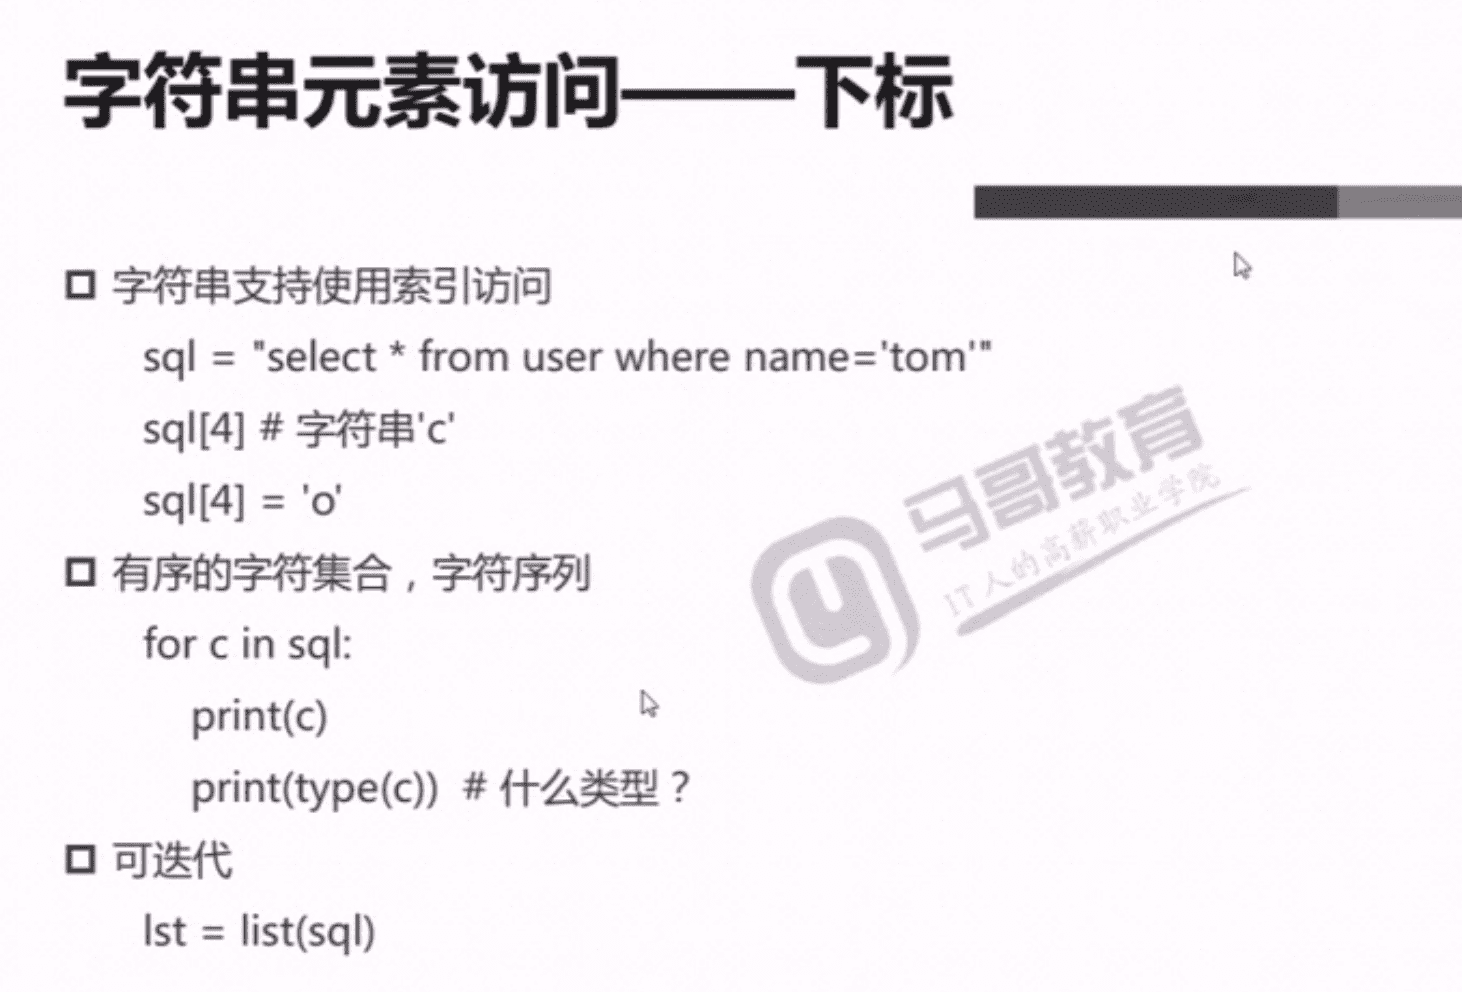 字符串元素访问——下标
字符串支持使用索引访问
sql = "select * from user where name='tom'"
sql[4] # 字符串'c'
sql[4] = 'o'
有序的字符集合，字符序列
for c in sql:
print(c)
print(type(c)) # 什么类型？
可迭代
lst = list(sql)
马哥教育
IT人的高薪职业学院